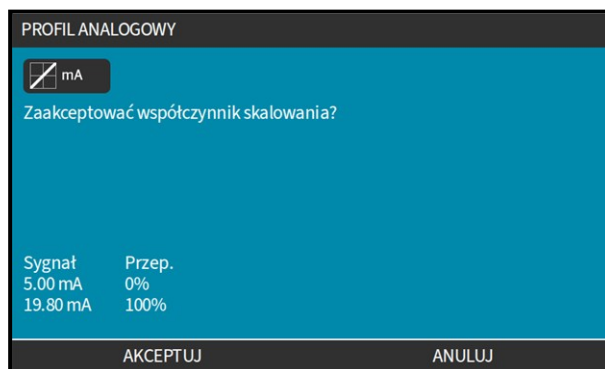 PROFIL ANALOGOWY
mA
Zaakceptować współczynnik skalowania?
Sygnał Przep.
5.00 mA 0%
19.80 mA 100%
AKCEPTUJ ANULUJ